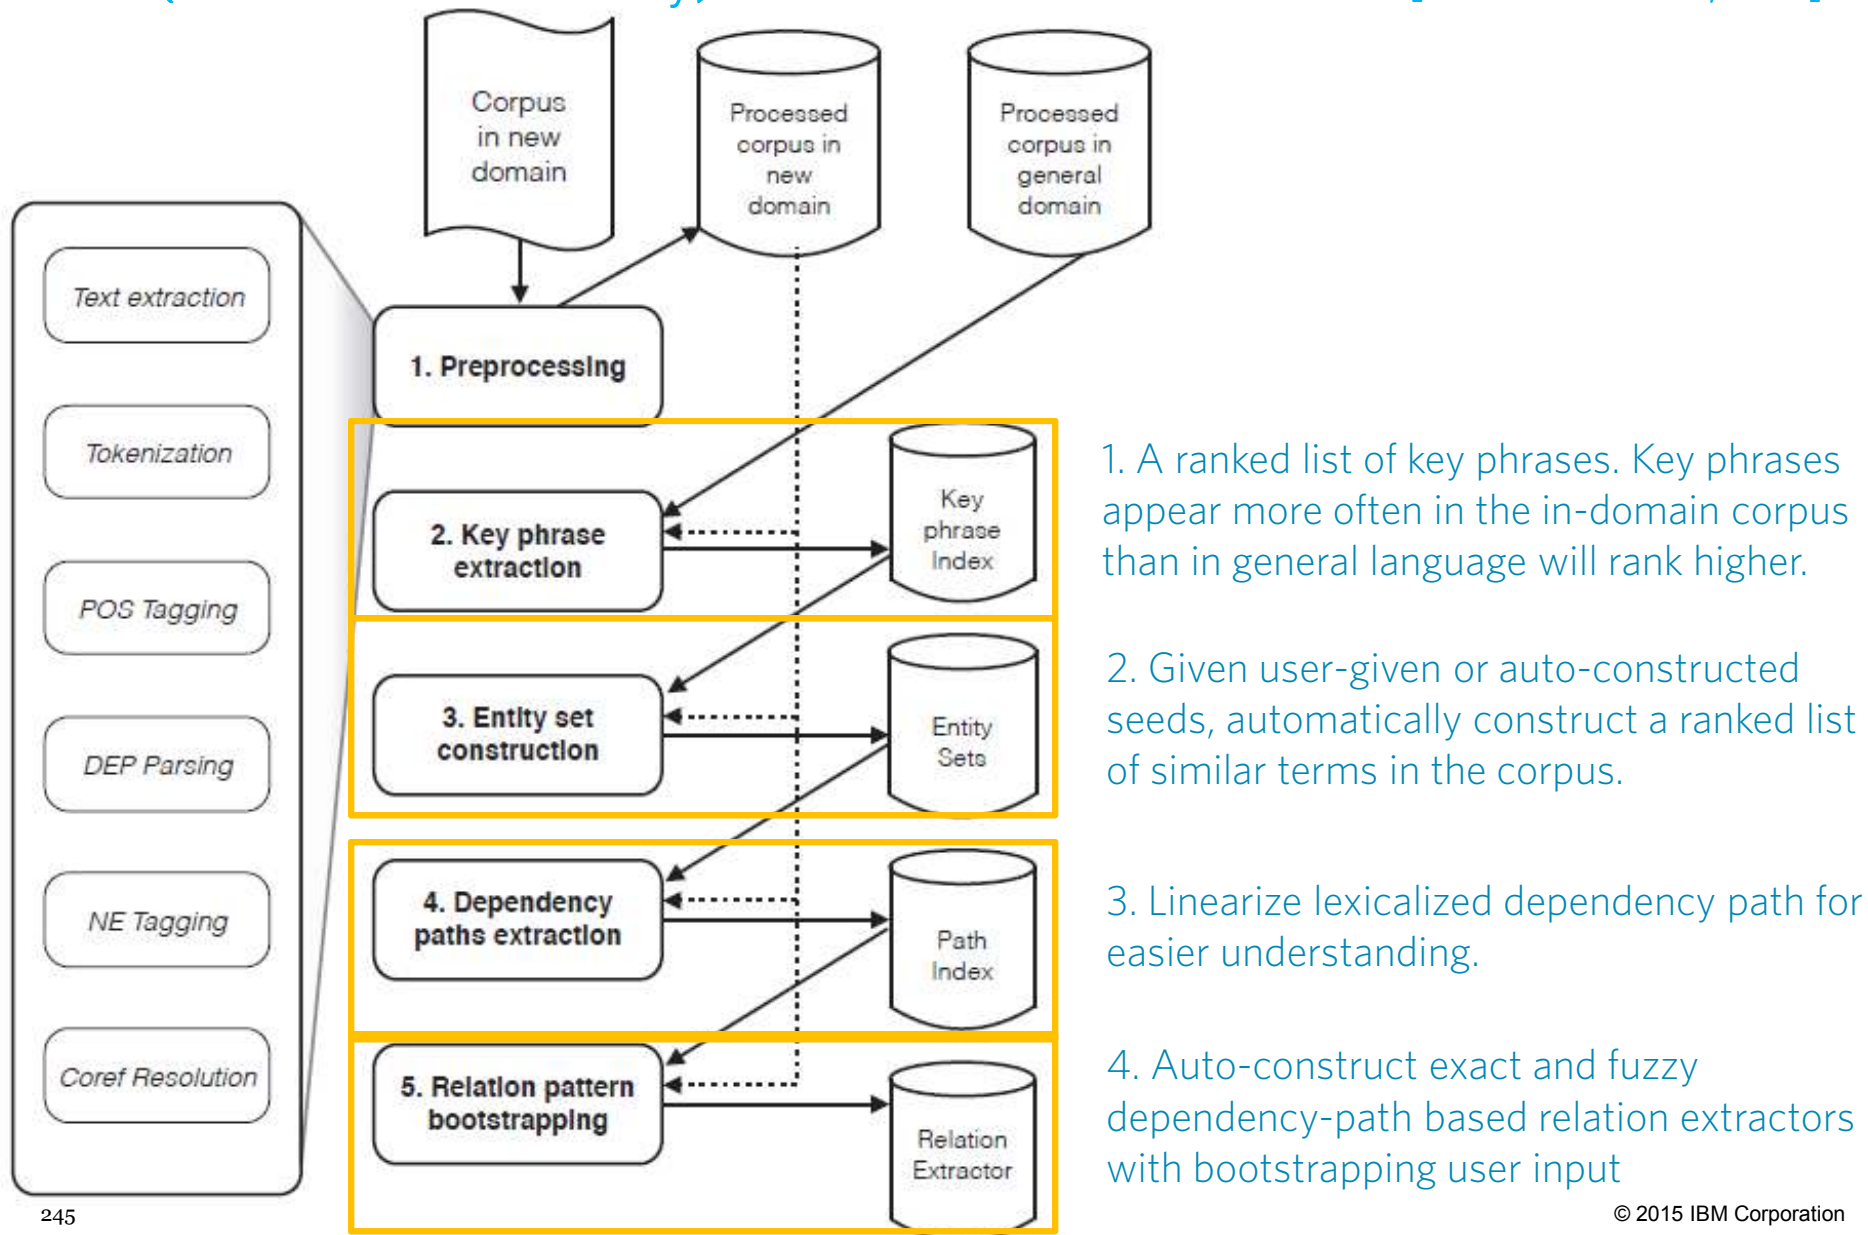 Corpus
in new
domain
Processed
corpus in
new
domain
Processed
corpus in
general
domain
Text extraction
Tokenization
POS Tagging
DEP Parsing
NE Tagging
Coref Resolution
1. Preprocessing
2. Key phrase
extraction
Key
phrase
Index
3. Entity set
construction
Entity
Sets
4. Dependency
paths extraction
Path
Index
5. Relation pattern
bootstrapping
Relation
Extractor
1. A ranked list of key phrases. Key phrases
appear more often in the in-domain corpus
than in general language will rank higher.
2. Given user-given or auto-constructed
seeds, automatically construct a ranked list
of similar terms in the corpus.
3. Linearize lexicalized dependency path for
easier understanding.
4. Auto-construct exact and fuzzy
dependency-path based relation extractors
with bootstrapping user input
245
© 2015 IBM Corporation